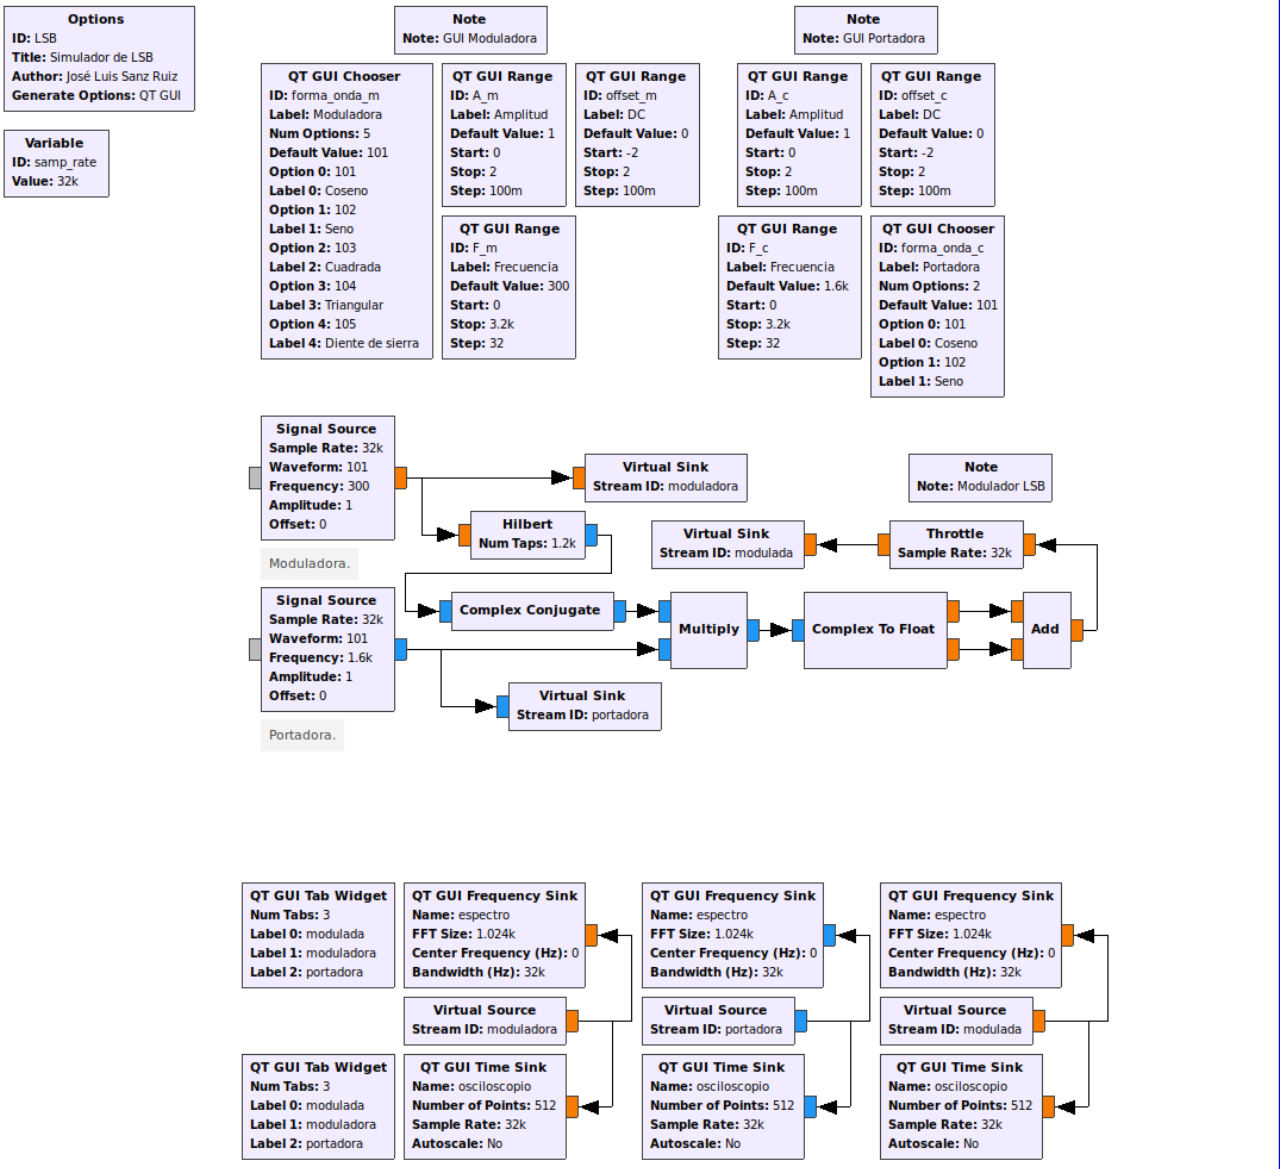 Options
ID: LSB
Title: Simulador de LSB
Author: José Luis Sanz Ruiz
Generate Options: QT GUI
Variable
ID: samp_rate
Value: 32k
Note
Note: GUI Moduladora
Note
Note: GUI Portadora
QT GUI Chooser
ID: forma_onda_m
Label: Moduladora
Num Options: 5
Default Value: 101
Option 0: 101
Label 0: Coseno
Option 1: 102
Label 1: Seno
Option 2: 103
Label 2: Cuadrada
Option 3: 104
Label 3: Triangular
Option 4: 105
Label 4: Diente de sierra
QT GUI Range
ID: A_m
Label: Amplitud
Default Value: 1
Start: 0
Stop: 2
Step: 100m
QT GUI Range
ID: offset_m
Label: DC
Default Value: 0
Start: -2
Stop: 2
Step: 100m
QT GUI Range
ID: F_m
Label: Frecuencia
Default Value: 300
Start: 0
Stop: 3.2k
Step: 32
QT GUI Range
ID: A_c
Label: Amplitud
Default Value: 1
Start: 0
Stop: 2
Step: 100m
QT GUI Range
ID: offset_c
Label: DC
Default Value: 0
Start: -2
Stop: 2
Step: 100m
QT GUI Range
ID: F_c
Label: Frecuencia
Default Value: 1.6k
Start: 0
Stop: 3.2k
Step: 32
QT GUI Chooser
ID: forma_onda_c
Label: Portadora
Num Options: 2
Default Value: 101
Option 0: 101
Label 0: Coseno
Option 1: 102
Label 1: Seno
Signal Source
Sample Rate: 32k
Waveform: 101
Frequency: 300
Amplitude: 1
Offset: 0
Moduladora.
Virtual Sink
Stream ID: moduladora
Hilbert
Num Taps: 1.2k
Note
Note: Modulador LSB
Virtual Sink
Stream ID: modulada
Throttle
Sample Rate: 32k
Signal Source
Sample Rate: 32k
Waveform: 101
Frequency: 1.6k
Amplitude: 1
Offset: 0
Portadora.
Complex Conjugate
Multiply
Complex To Float
Add
Virtual Sink
Stream ID: portadora
QT GUI Tab Widget
Num Tabs: 3
Label 0: modulada
Label 1: moduladora
Label 2: portadora
QT GUI Frequency Sink
Name: espectro
FFT Size: 1.024k
Center Frequency (Hz): 0
Bandwidth (Hz): 32k
QT GUI Frequency Sink
Name: espectro
FFT Size: 1.024k
Center Frequency (Hz): 0
Bandwidth (Hz): 32k
QT GUI Frequency Sink
Name: espectro
FFT Size: 1.024k
Center Frequency (Hz): 0
Bandwidth (Hz): 32k
Virtual Source
Stream ID: moduladora
Virtual Source
Stream ID: portadora
Virtual Source
Stream ID: modulada
QT GUI Tab Widget
Num Tabs: 3
Label 0: modulada
Label 1: moduladora
Label 2: portadora
QT GUI Time Sink
Name: osciloscopio
Number of Points: 512
Sample Rate: 32k
Autoscale: No
QT GUI Time Sink
Name: osciloscopio
Number of Points: 512
Sample Rate: 32k
Autoscale: No
QT GUI Time Sink
Name: osciloscopio
Number of Points: 512
Sample Rate: 32k
Autoscale: No